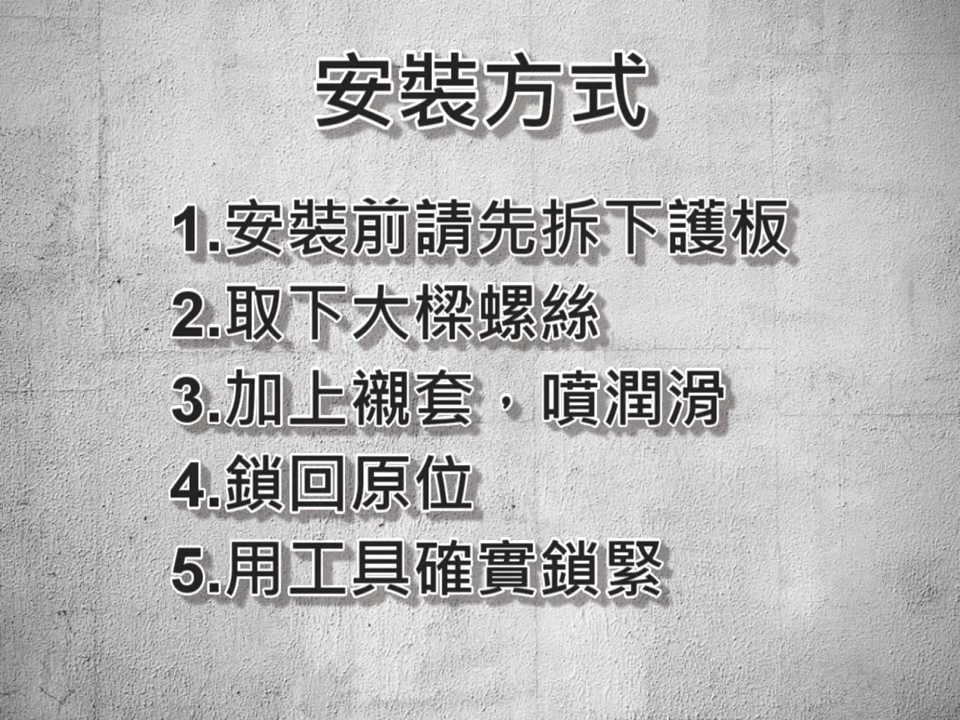 安裝方式
1.安裝前請先拆下護板
2.取下大樑螺絲
3.加上襯套，噴潤滑
4.鎖回原位
5.用工具確實鎖緊